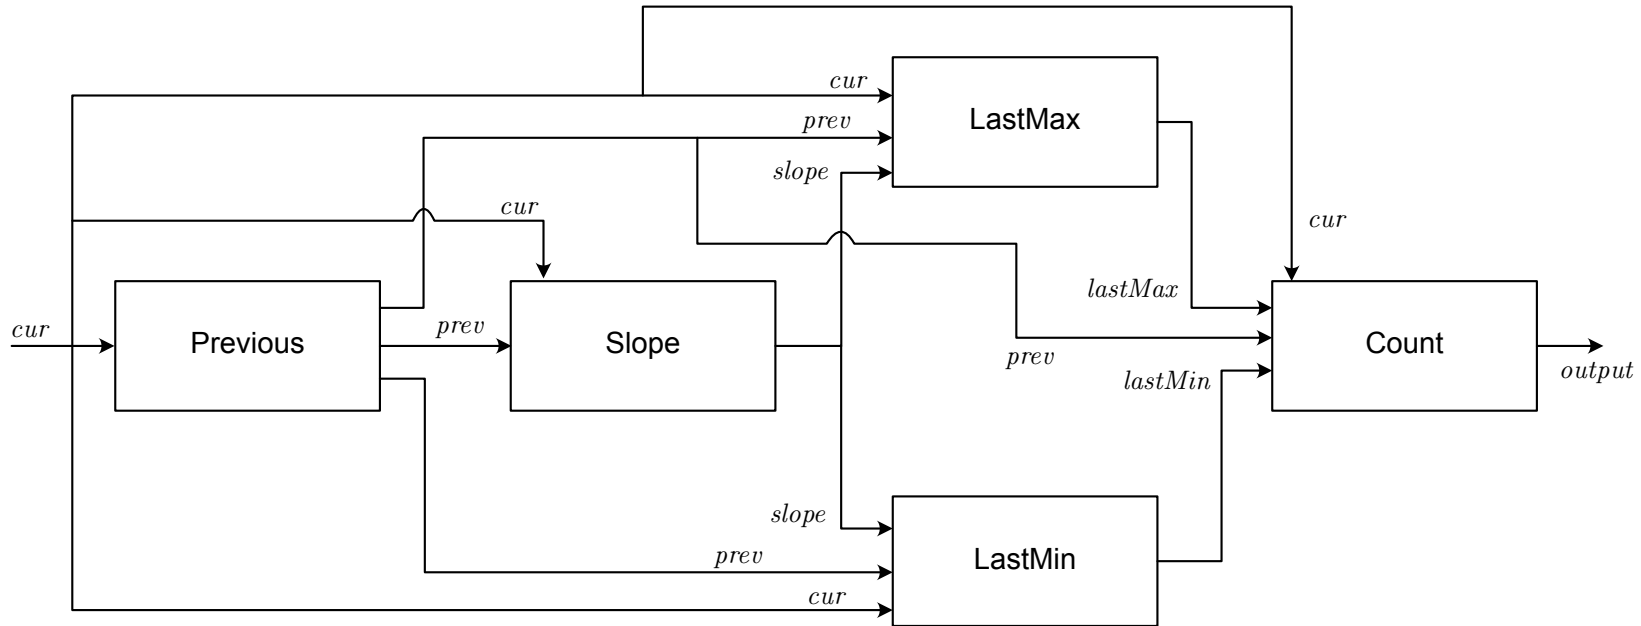 cur
LastMax
prev
slope
cur
cur
lastMax
cur
Previous
prev
Slope
prev
lastMin
Count
output
slope
prev
LastMin
cur